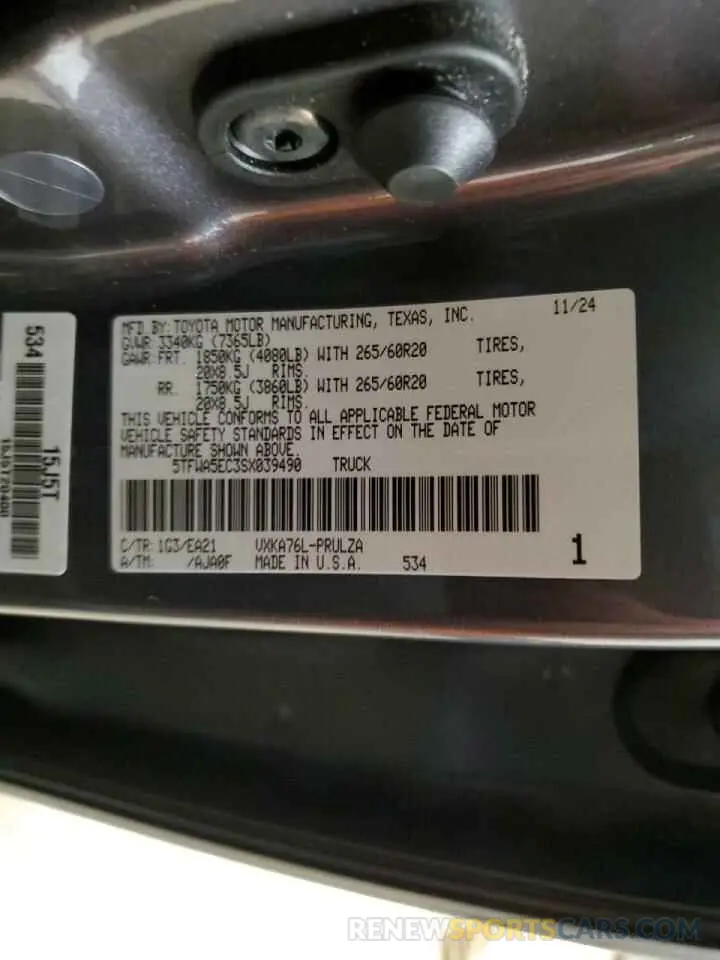 MFD BY: TOYOTA MOTOR MANUFACTURING, TEXAS, INC. 11/24
GVWR 3340KG (7365LB)
GAWR FRT. 1850KG (4080LB) WITH 265/60R20 TIRES,
20X8.5J RIMS.
RR. 1750KG (3860LB) WITH 265/60R20 TIRES,
20X8.5J RIMS.
THIS VEHICLE CONFORMS TO ALL APPLICABLE FEDERAL MOTOR
VEHICLE SAFETY STANDARDS IN EFFECT ON THE DATE OF
MANUFACTURE SHOWN ABOVE.
5TFWA5EC3SX039490 TRUCK
C/TR: 1G3/EA21 VXKA76L-PRULZA 1
A/TM: /AJA0F MADE IN U.S.A. 534
534
15J5T
RENEWSPORTSCARS.COM